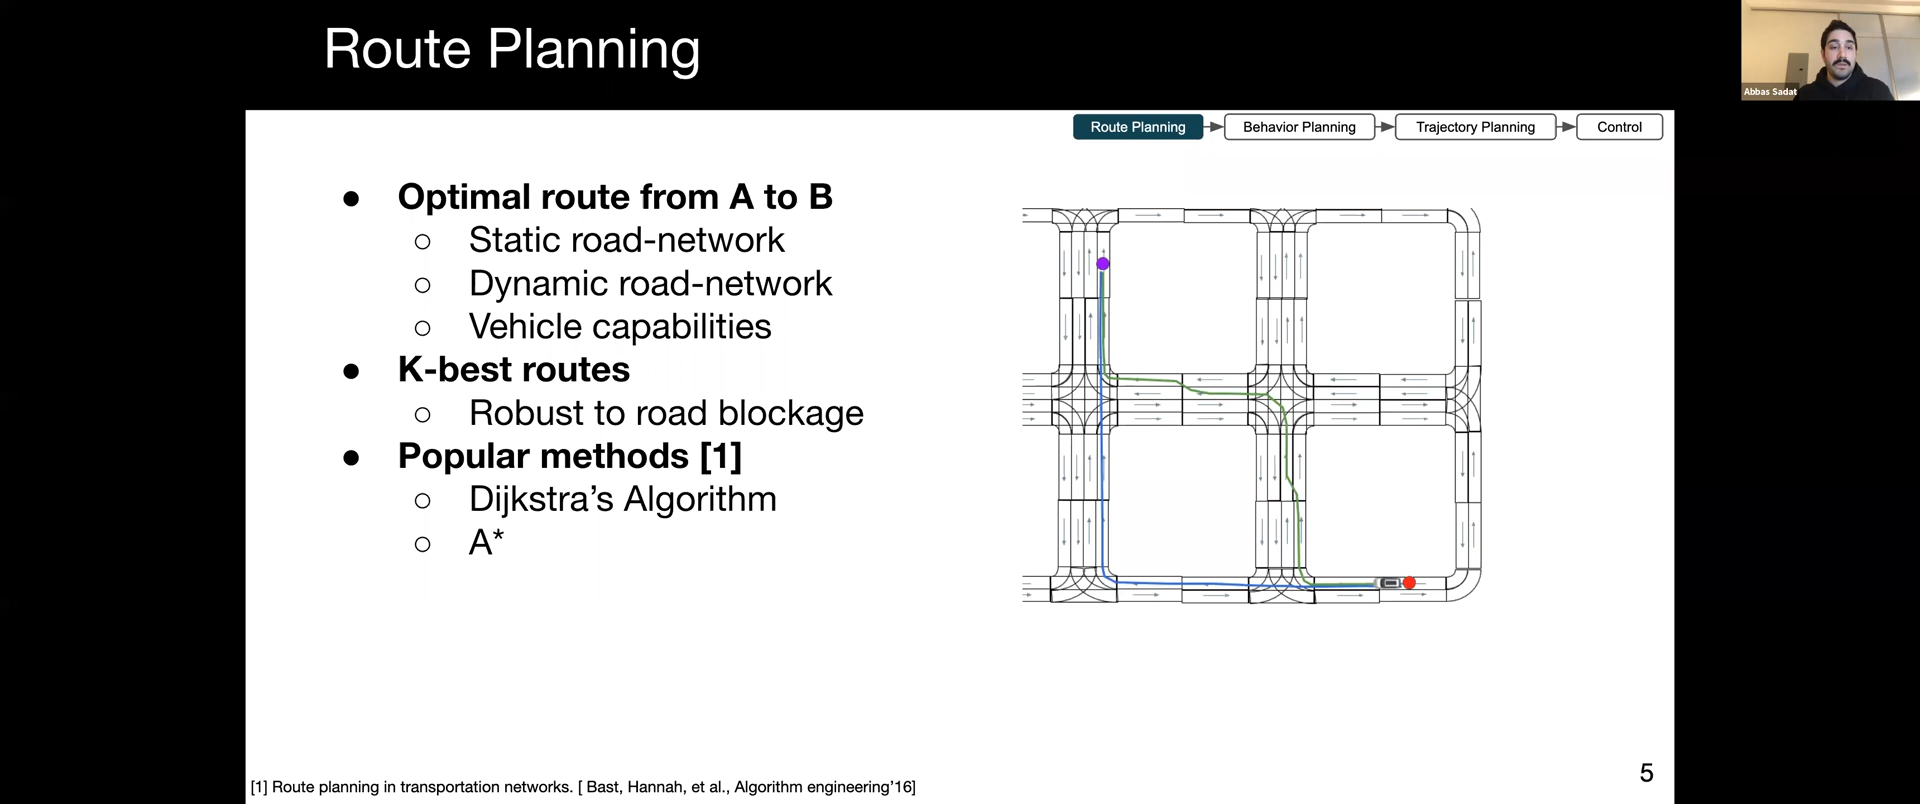 Route Planning
Abbas Sadat
Route Planning
Behavior Planning
Trajectory Planning
Control
● Optimal route from A to B
○ Static road-network
○ Dynamic road-network
○ Vehicle capabilities
● K-best routes
○ Robust to road blockage
● Popular methods [1]
○ Dijkstra’s Algorithm
○ A*
5
[1] Route planning in transportation networks. [ Bast, Hannah, et al., Algorithm engineering’16]